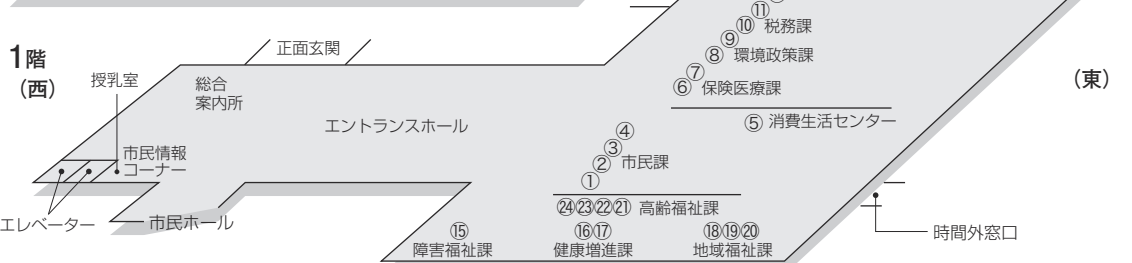 ⑪
⑩ 税務課
⑨
⑧ 環境政策課
⑦
⑥ 保険医療課
1階
(西)
正面玄関
授乳室
総合
案内所
(東)
エントランスホール
⑤ 消費生活センター
④
③
② 市民課
①
市民情報
コーナー
㉔㉓㉒㉑ 高齢福祉課
エレベーター
市民ホール
⑮
障害福祉課
⑯⑰
健康増進課
⑱⑲⑳
地域福祉課
時間外窓口